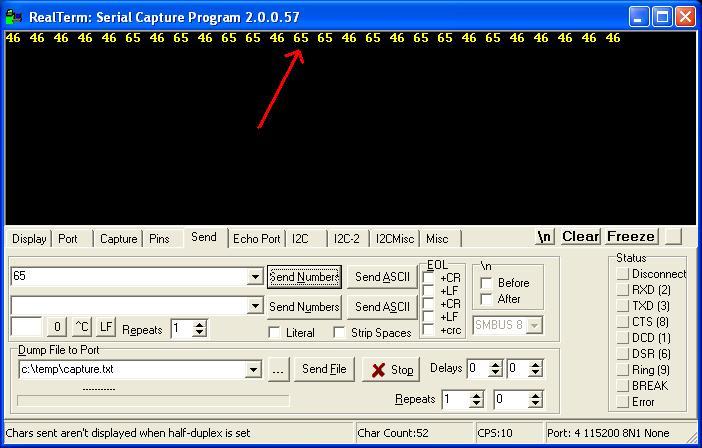 RealTerm: Serial Capture Program 2.0.0.57
46 46 46 46 46 65 46 65 46 65 46 65 65 46 65 65 46 65 46 65 65 46 65 46 46 46
Display Port Capture Pins Send Echo Port I2C I2C-2 I2CMisc Misc \n Clear Freeze
65 Send Numbers Send ASCII
Send Numbers Send ASCII
0 ^C LF Repeats 1 Literal Strip Spaces
EOL
+CR
+LF
+CR
+LF
+crc
\n
Before
After
SMBUS 8
Dump File to Port
c:\temp\capture.txt ... Send File Stop Delays 0 0
-----------
Repeats 1 0
Status
Disconnect
RXD (2)
TXD (3)
CTS (8)
DCD (1)
DSR (6)
Ring (9)
BREAK
Error
Chars sent aren't displayed when half-duplex is set Char Count:52 CPS:10 Port: 4 115200 8N1 None